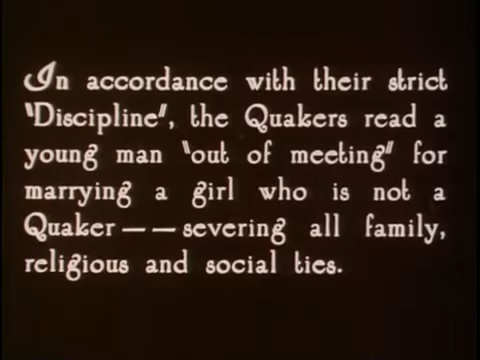 In accordance with their strict
"Discipline", the Quakers read a
young man "out of meeting" for
marrying a girl who is not a
Quaker — — severing all family,
religious and social ties.